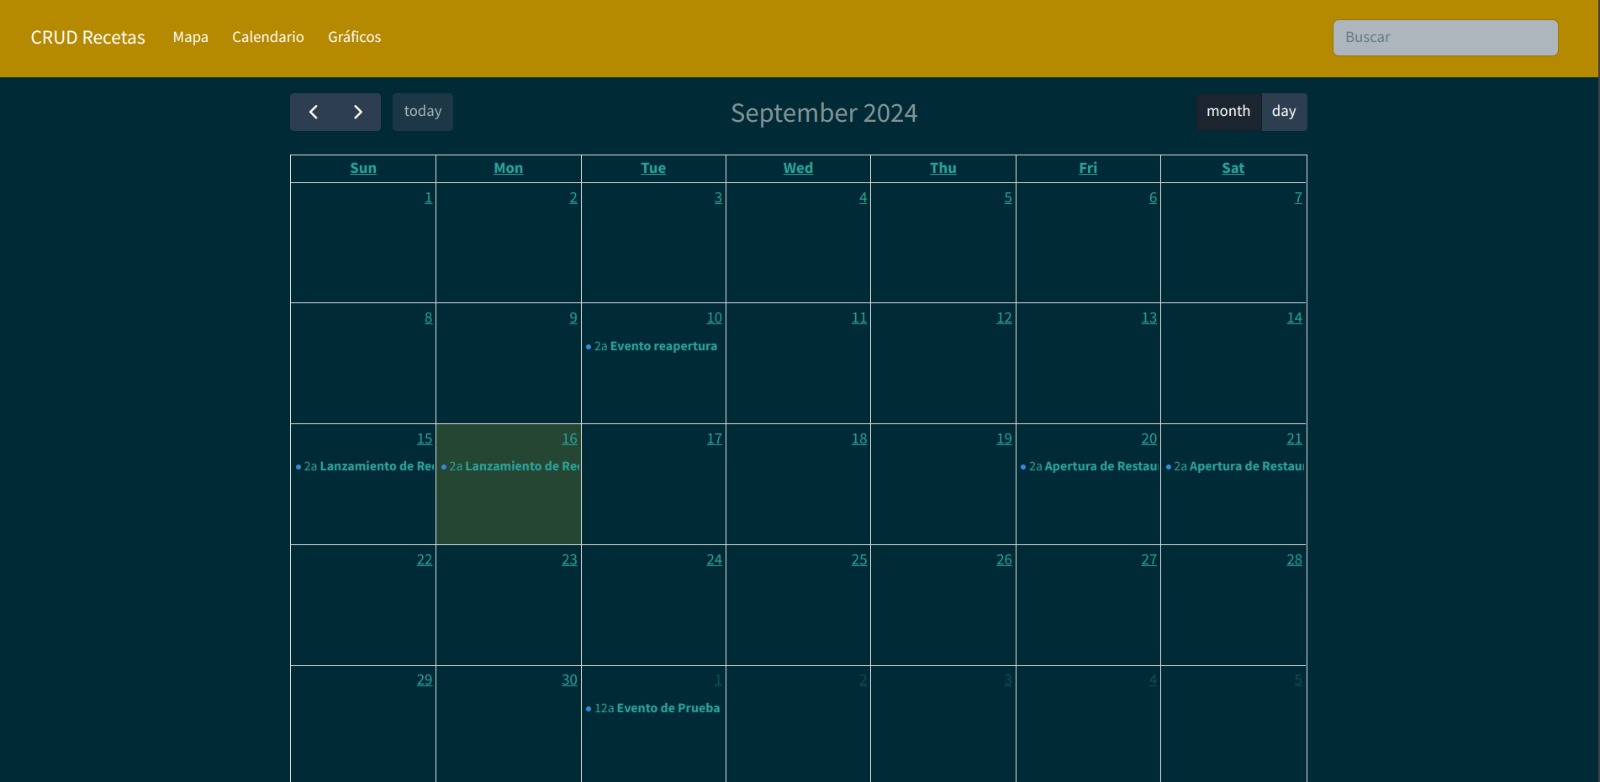 CRUD Recetas Mapa Calendario Gráficos Buscar
today September 2024 month day
Sun Mon Tue Wed Thu Fri Sat
1 2 3 4 5 6 7
8 9 10 11 12 13 14
2a Evento reapertura
15 16 17 18 19 20 21
2a Lanzamiento de Re 2a Lanzamiento de Re 2a Apertura de Restau 2a Apertura de Restau
22 23 24 25 26 27 28
29 30 1 2 3 4 5
12a Evento de Prueba